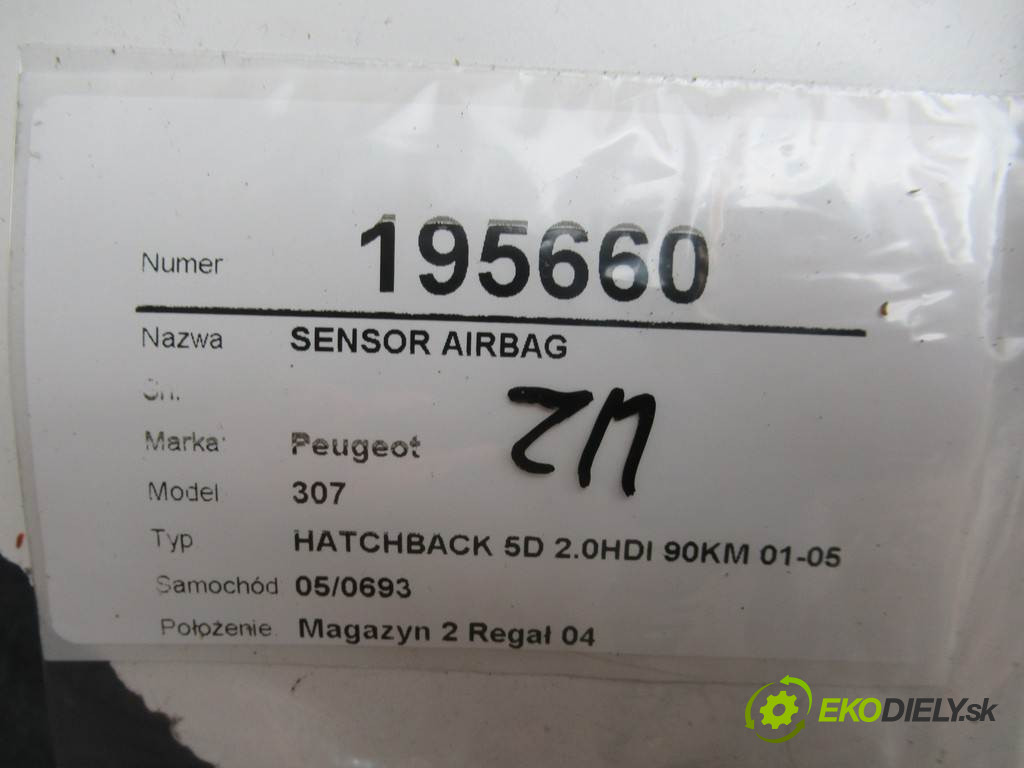 Numer 195660
Nazwa SENSOR AIRBAG
Marka: Peugeot
Model 307
Typ HATCHBACK 5D 2.0HDI 90KM 01-05
Samochód 05/0693
Położenie Magazyn 2 Regał 04
EKODIELY.sk